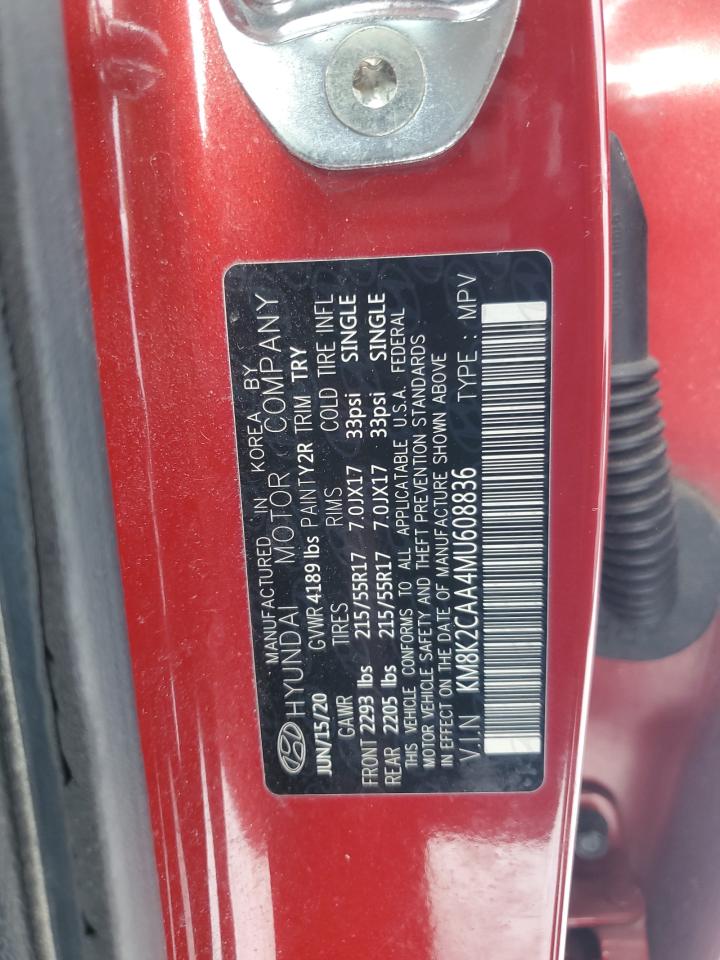 MANUFACTURED IN KOREA BY
HYUNDAI MOTOR COMPANY
JUN/15/20 GVWR 4189 lbs PAINT Y2R TRIM TRY
GAWR TIRES RIMS COLD TIRE INFL
FRONT 2293 lbs 215/55R17 7.0JX17 33psi SINGLE
REAR 2205 lbs 215/55R17 7.0JX17 33psi SINGLE
THIS VEHICLE CONFORMS TO ALL APPLICATABLE U.S.A. FEDERAL
MOTOR VEHICLE SAFETY AND THEFT PREVENTION STANDARDS
IN EFFECT ON THE DATE OF MANUFACTURE SHOWN ABOVE
V.I.N KM8K2CAA4MU608836 TYPE : MPV